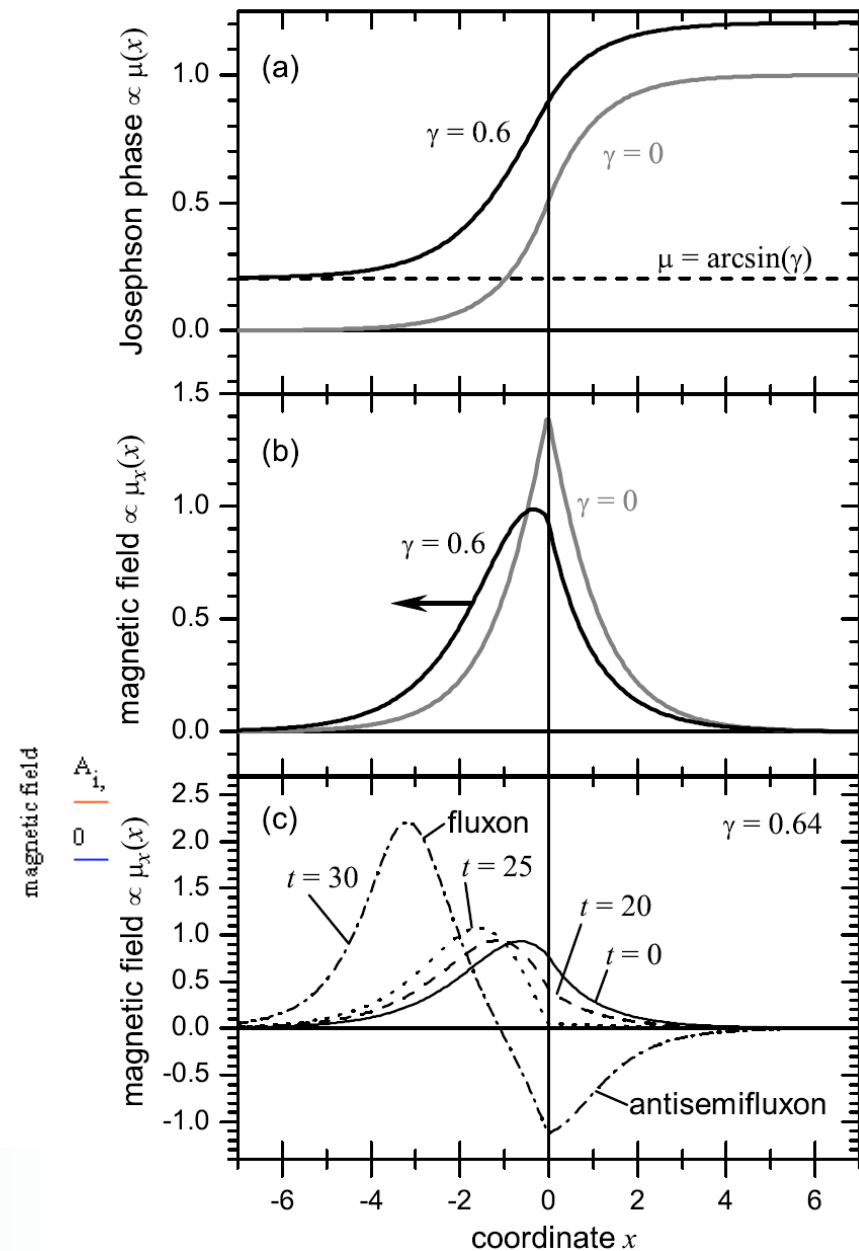 (a)
Josephson phase ∝ μ(x)
1.0
0.5
0.0
γ = 0.6
γ = 0
μ = arcsin(γ)
(b)
magnetic field ∝ μx(x)
1.5
1.0
0.5
0.0
γ = 0.6
γ = 0
(c)
γ = 0.64
magnetic field
Ai,
0
magnetic field ∝ μx(x)
2.5
2.0
1.5
1.0
0.5
0.0
-0.5
-1.0
fluxon
t = 30
t = 25
t = 20
t = 0
antisemifluxon
-6 -4 -2 0 2 4 6
coordinate x